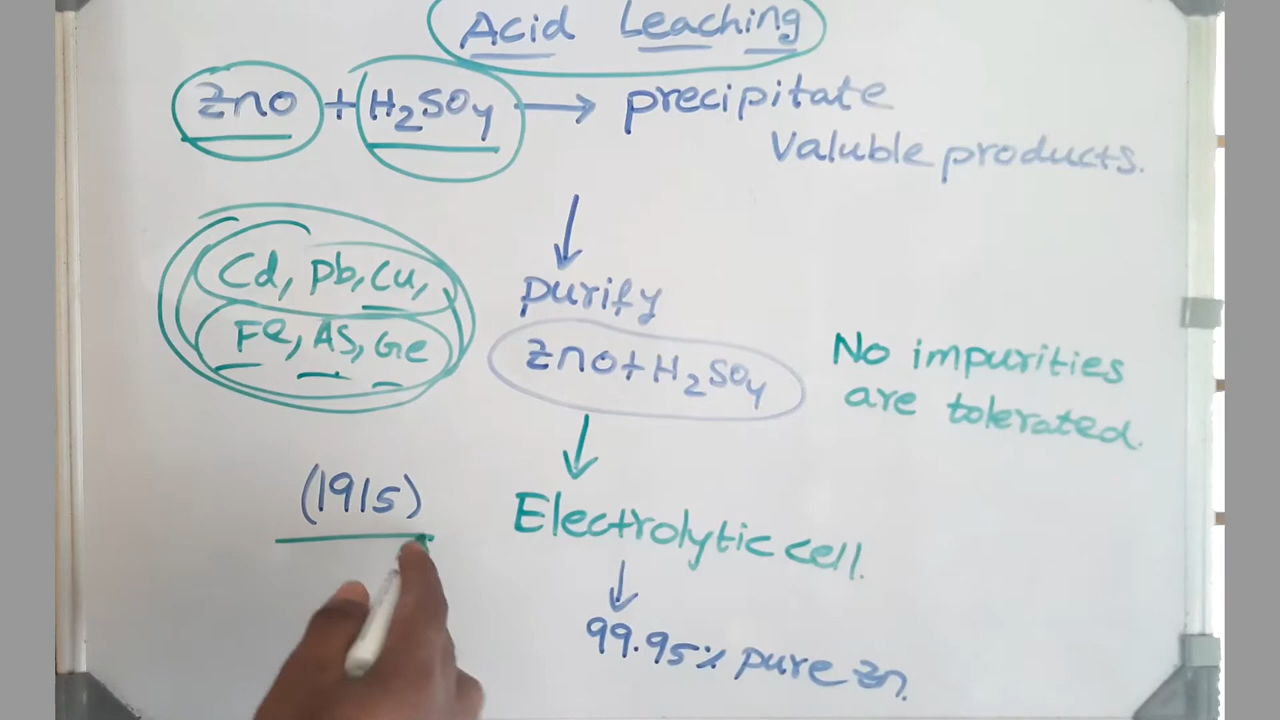 Acid Leaching
ZnO + H2SO4 → precipitate
Valuble products.
↓
Cd, Pb, Cu,
Fe, AS, Ge
purify
ZnO + H2SO4
No impurities
are tolerated.
↓
(1915)
Electrolytic cell.
↓
99.95% pure Zn.